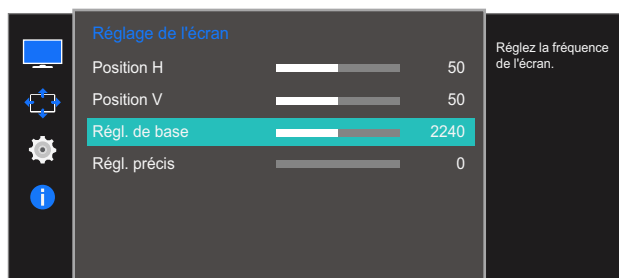 Réglage de l'écran
Position H 50
Position V 50
Régl. de base 2240
Régl. précis 0
Réglez la fréquence
de l'écran.